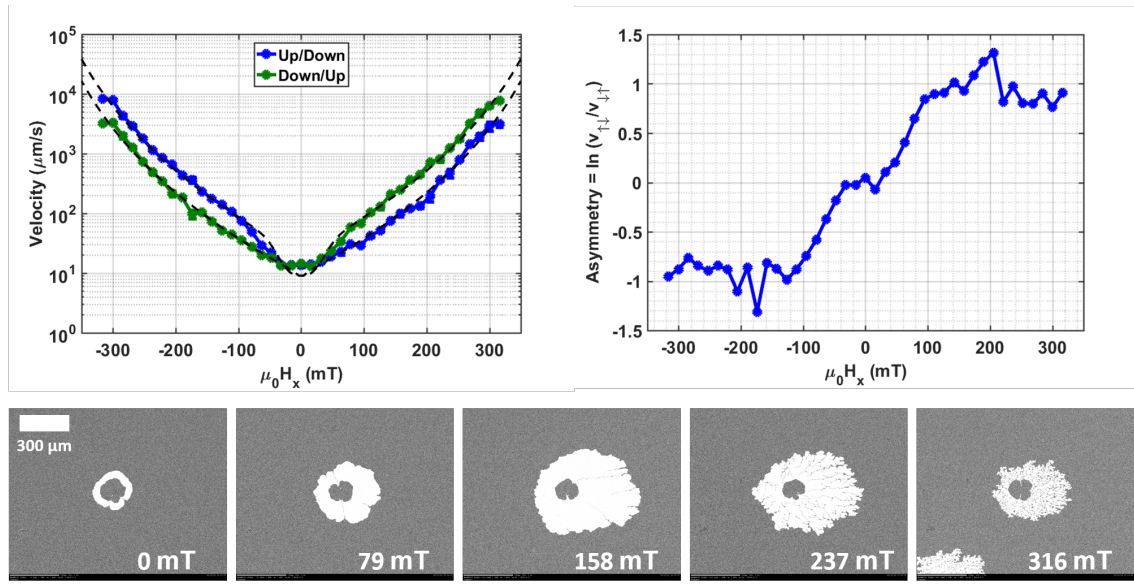 10^5
10^4
10^3
10^2
10^1
10^0
Velocity (μm/s)
Up/Down
Down/Up
-300 -200 -100 0 100 200 300
μ₀Hₓ (mT)
1.5
1
0.5
0
-0.5
-1
-1.5
Asymmetry = ln (v↑↓/v↓↑)
-300 -200 -100 0 100 200 300
μ₀Hₓ (mT)
300 μm
0 mT
79 mT
158 mT
237 mT
316 mT